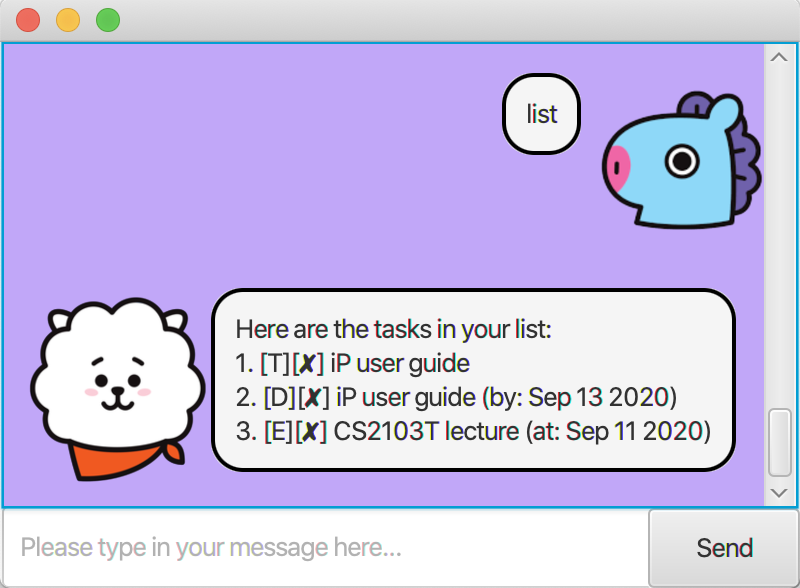 list
Here are the tasks in your list:
1. [T][✘] iP user guide
2. [D][✘] iP user guide (by: Sep 13 2020)
3. [E][✘] CS2103T lecture (at: Sep 11 2020)
Please type in your message here...
Send